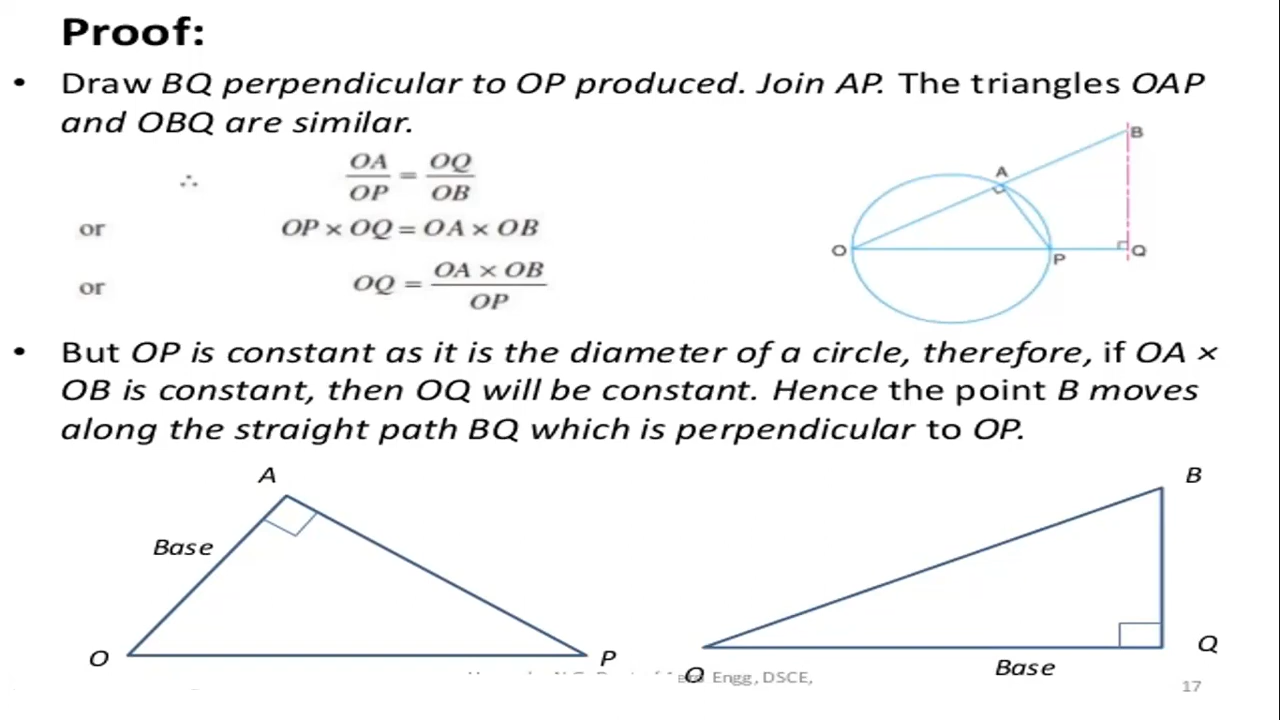 Proof:
• Draw BQ perpendicular to OP produced. Join AP. The triangles OAP
and OBQ are similar.
∴ OA/OP = OQ/OB
or OP × OQ = OA × OB
or OQ = OA × OB/OP
B
A
O
P
Q
• But OP is constant as it is the diameter of a circle, therefore, if OA ×
OB is constant, then OQ will be constant. Hence the point B moves
along the straight path BQ which is perpendicular to OP.
A
B
Base
O
P
O
Q
Base
Engg, DSCE,
17